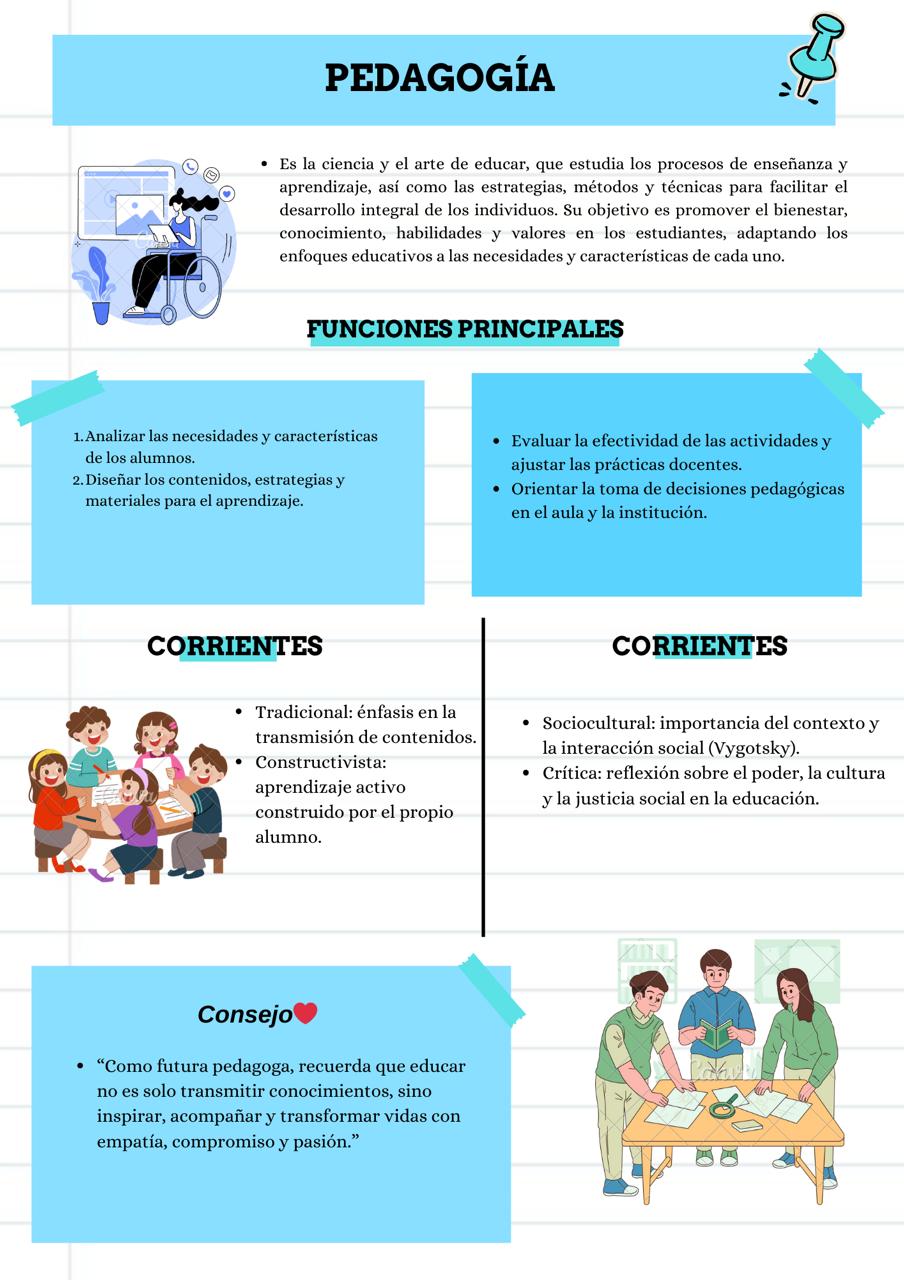 PEDAGOGÍA
• Es la ciencia y el arte de educar, que estudia los procesos de enseñanza y
aprendizaje, así como las estrategias, métodos y técnicas para facilitar el
desarrollo integral de los individuos. Su objetivo es promover el bienestar,
conocimiento, habilidades y valores en los estudiantes, adaptando los
enfoques educativos a las necesidades y características de cada uno.
FUNCIONES PRINCIPALES
1. Analizar las necesidades y características
de los alumnos.
2. Diseñar los contenidos, estrategias y
materiales para el aprendizaje.
• Evaluar la efectividad de las actividades y
ajustar las prácticas docentes.
• Orientar la toma de decisiones pedagógicas
en el aula y la institución.
CORRIENTES
• Tradicional: énfasis en la
transmisión de contenidos.
• Constructivista:
aprendizaje activo
construido por el propio
alumno.
CORRIENTES
• Sociocultural: importancia del contexto y
la interacción social (Vygotsky).
• Crítica: reflexión sobre el poder, la cultura
y la justicia social en la educación.
Consejo❤️
• “Como futura pedagoga, recuerda que educar
no es solo transmitir conocimientos, sino
inspirar, acompañar y transformar vidas con
empatía, compromiso y pasión.”